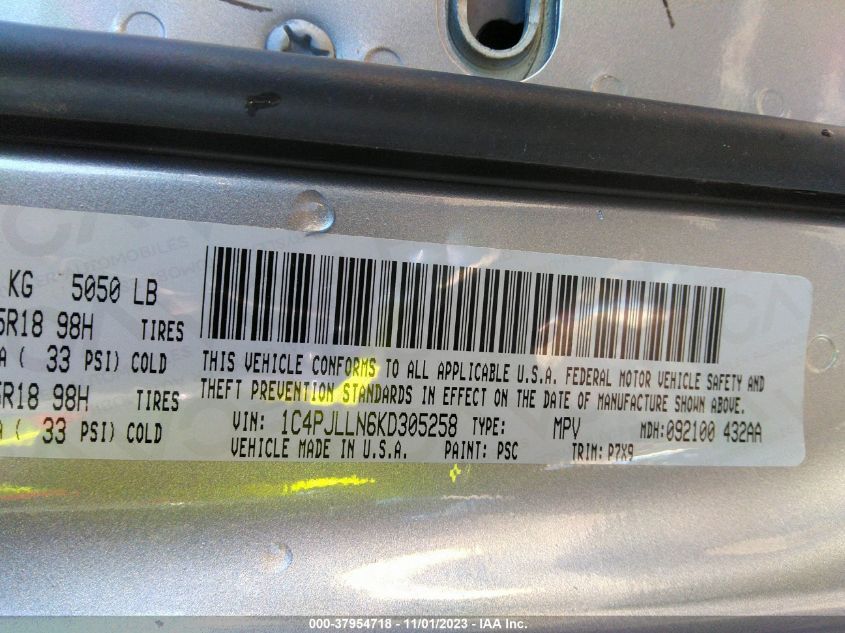 KG 5050 LB
5R18 98H TIRES
A ( 33 PSI) COLD
5R18 98H TIRES
A ( 33 PSI) COLD
THIS VEHICLE CONFORMS TO ALL APPLICABLE U.S.A. FEDERAL MOTOR VEHICLE SAFETY AND
THEFT PREVENTION STANDARDS IN EFFECT ON THE DATE OF MANUFACTURE SHOWN ABOVE.
VIN: 1C4PJLLN6KD305258 TYPE: MPV MDH:092100 432AA
VEHICLE MADE IN U.S.A. PAINT: PSC TRIM: P7X9
000-37954718 - 11/01/2023 - IAA Inc.